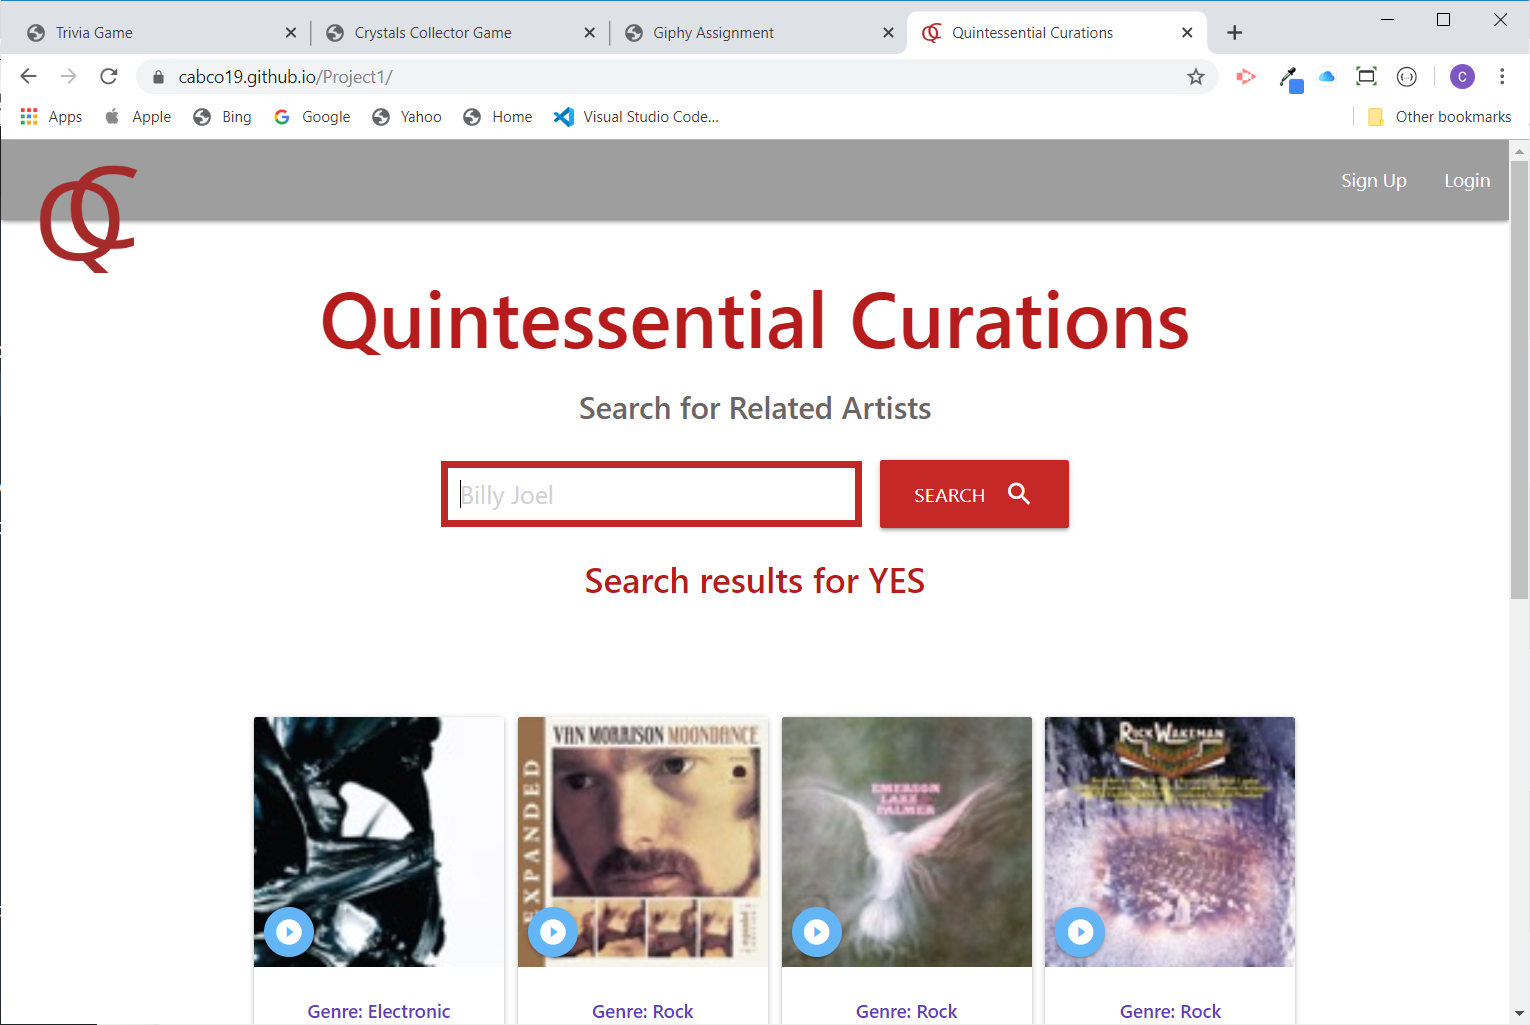 Trivia Game
Crystals Collector Game
Giphy Assignment
Quintessential Curations
cabco19.github.io/Project1/
C
Apps
Apple
Bing
Google
Yahoo
Home
Visual Studio Code...
Other bookmarks
QC
Sign Up
Login
Quintessential Curations
Search for Related Artists
Billy Joel
SEARCH
Search results for YES
VAN MORRISON MOONDANCE
EXPANDED
EMERSON
LAKE &
PALMER
RICK WAKEMAN
Genre: Electronic
Genre: Rock
Genre: Rock
Genre: Rock